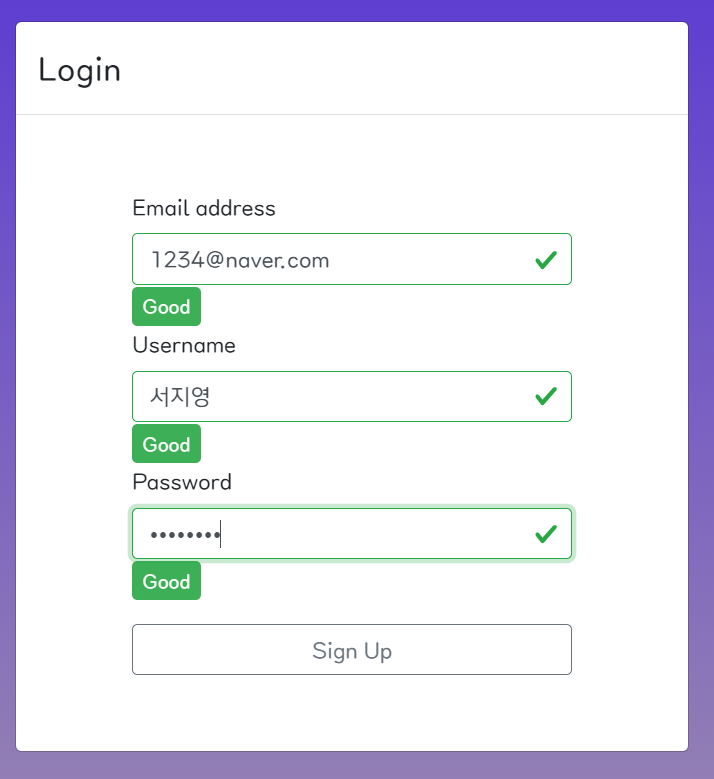 Login
Email address
1234@naver.com
Good
Username
서지영
Good
Password
••••••••
Good
Sign Up